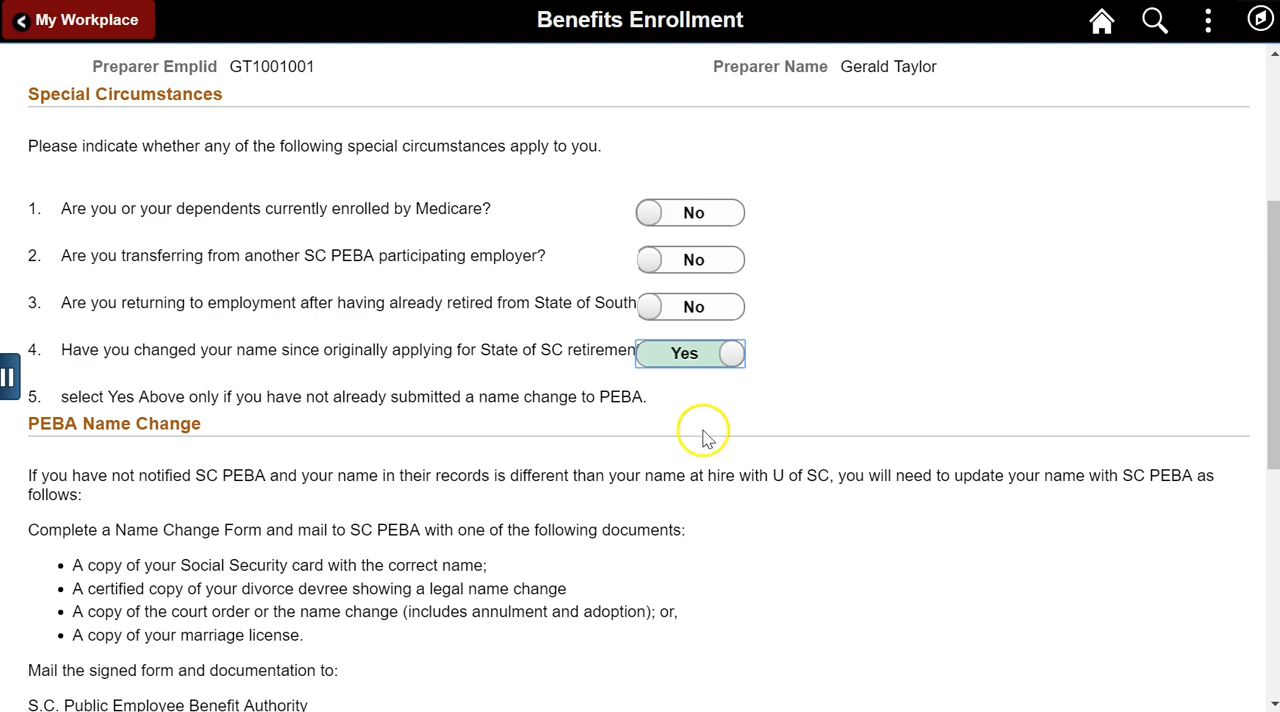 My Workplace
Benefits Enrollment
Preparer Emplid GT1001001 Preparer Name Gerald Taylor
Special Circumstances
Please indicate whether any of the following special circumstances apply to you.
1. Are you or your dependents currently enrolled by Medicare? No
2. Are you transferring from another SC PEBA participating employer? No
3. Are you returning to employment after having already retired from State of South No
4. Have you changed your name since originally applying for State of SC retiremen Yes
5. select Yes Above only if you have not already submitted a name change to PEBA.
PEBA Name Change
If you have not notified SC PEBA and your name in their records is different than your name at hire with U of SC, you will need to update your name with SC PEBA as
follows:
Complete a Name Change Form and mail to SC PEBA with one of the following documents:
• A copy of your Social Security card with the correct name;
• A certified copy of your divorce devree showing a legal name change
• A copy of the court order or the name change (includes annulment and adoption); or,
• A copy of your marriage license.
Mail the signed form and documentation to:
S.C. Public Employee Benefit Authority